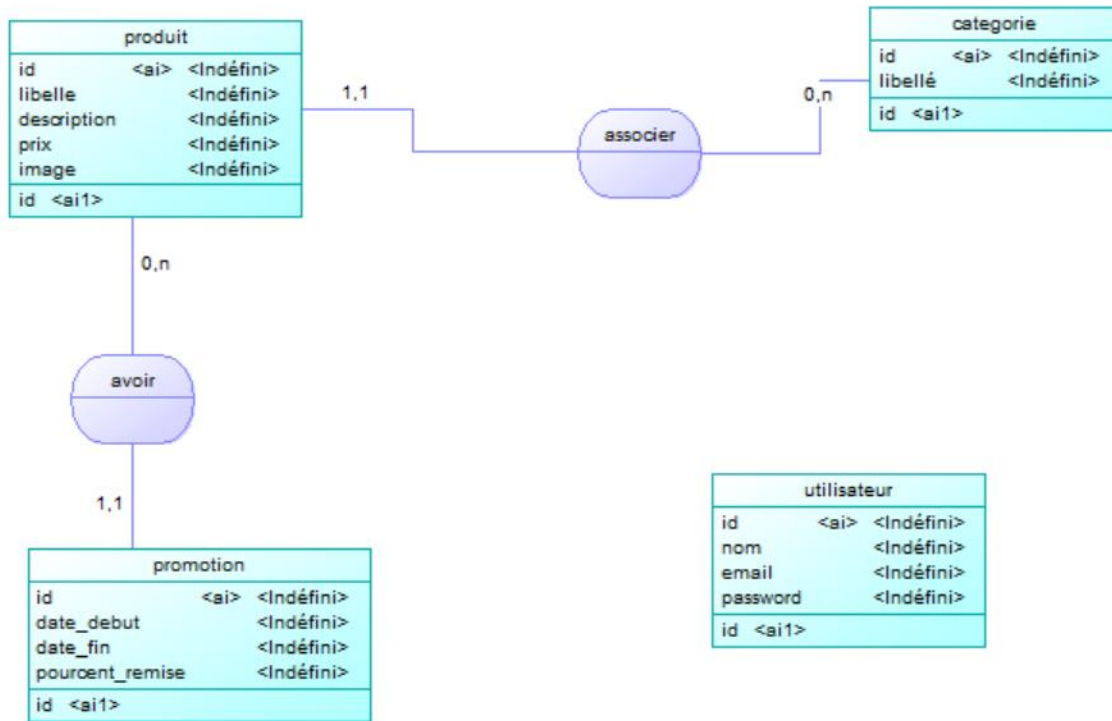 produit
id <ai> <Indéfini>
libelle <Indéfini>
description <Indéfini>
prix <Indéfini>
image <Indéfini>
id <ai1>
1,1
associer
0,n
categorie
id <ai> <Indéfini>
libellé <Indéfini>
id <ai1>
0,n
avoir
1,1
promotion
id <ai> <Indéfini>
date_debut <Indéfini>
date_fin <Indéfini>
pourcent_remise <Indéfini>
id <ai1>
utilisateur
id <ai> <Indéfini>
nom <Indéfini>
email <Indéfini>
password <Indéfini>
id <ai1>